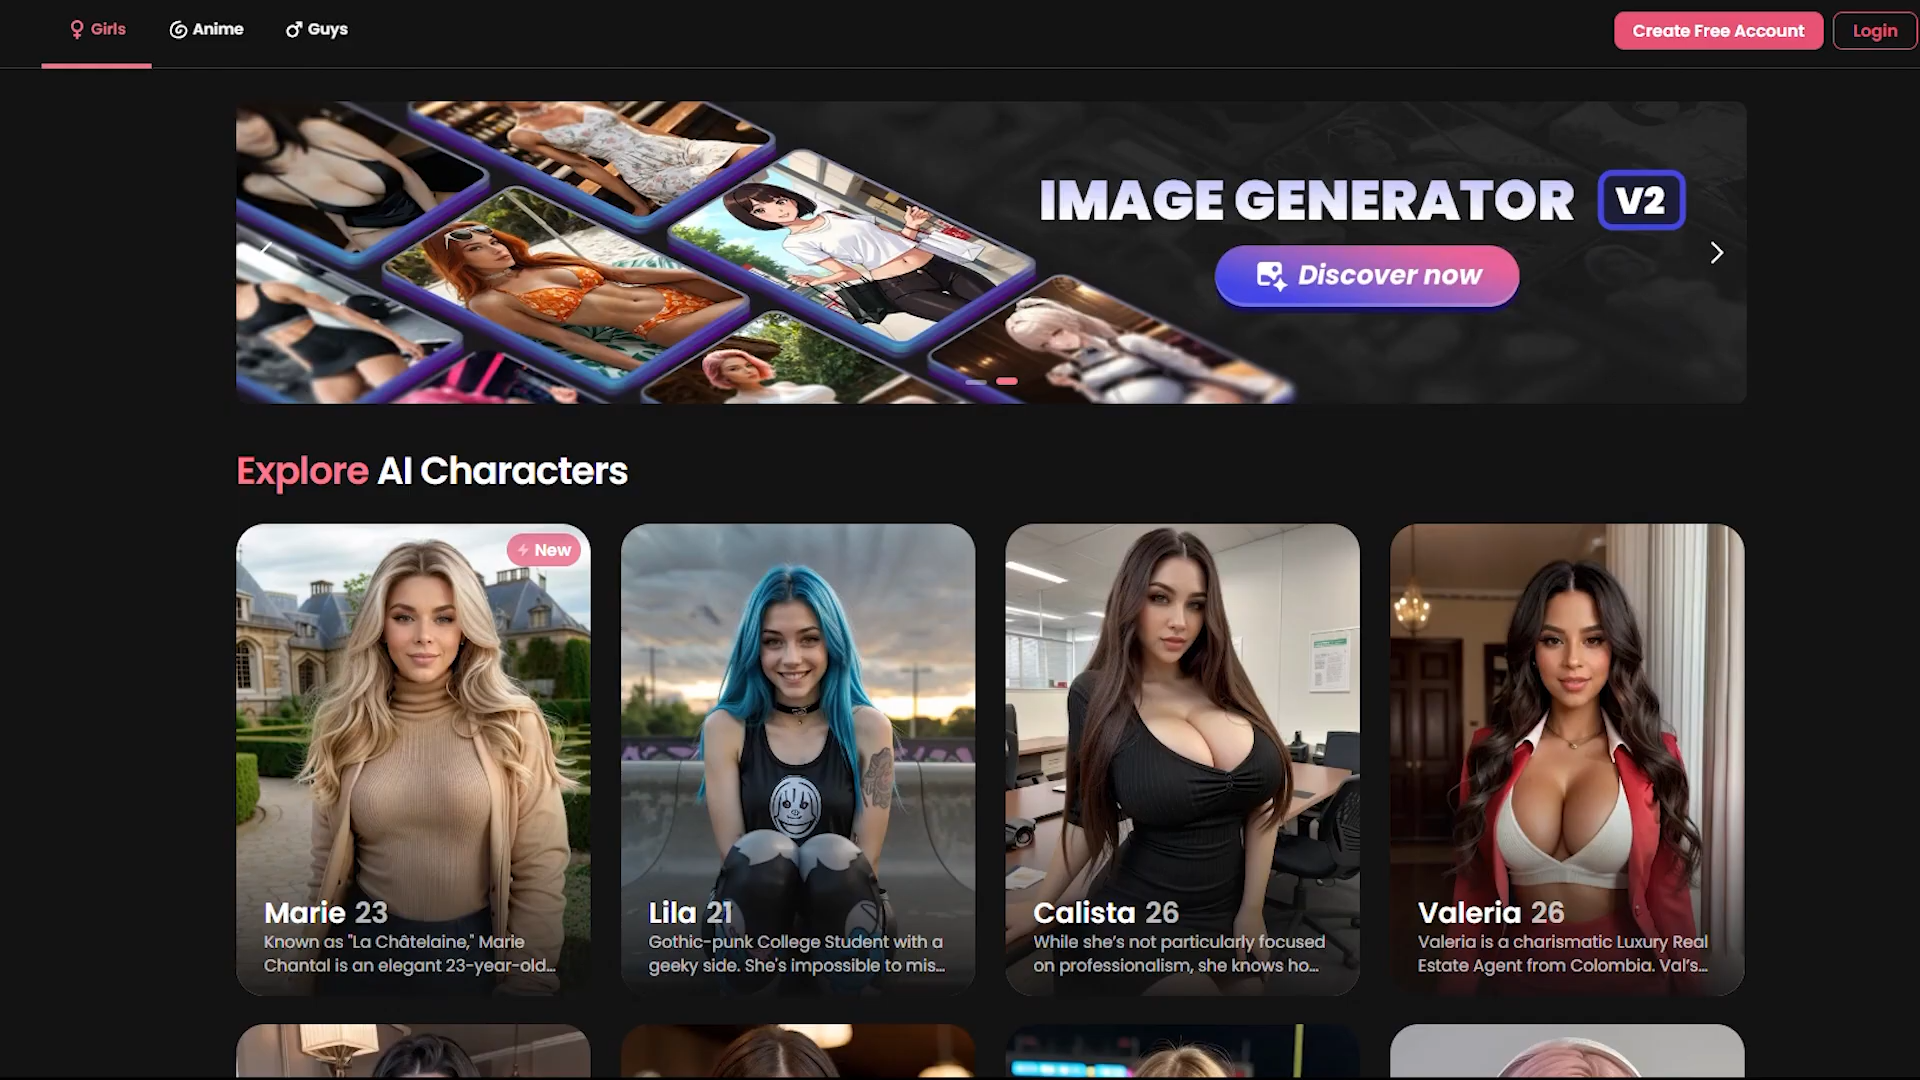 Girls
Anime
Guys
Create Free Account
Login
IMAGE GENERATOR V2
Discover now
Explore AI Characters
New
Marie 23
Known as "La Châtelaine," Marie
Chantal is an elegant 23-year-old...
Lila 21
Gothic-punk College Student with a
geeky side. She's impossible to mis...
Calista 26
While she's not particularly focused
on professionalism, she knows ho...
Valeria 26
Valeria is a charismatic Luxury Real
Estate Agent from Colombia. Val's...